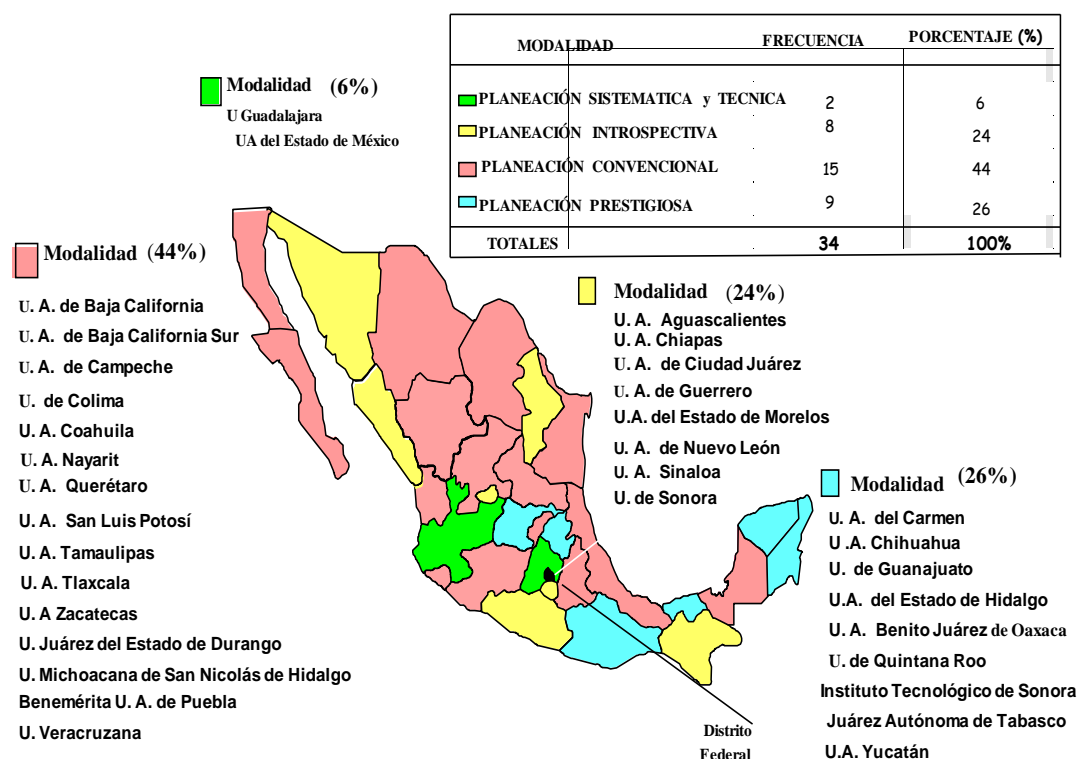 MODALIDAD FRECUENCIA PORCENTAJE (%)
PLANEACIÓN SISTEMATICA y TECNICA 2 6
PLANEACIÓN INTROSPECTIVA 8 24
PLANEACIÓN CONVENCIONAL 15 44
PLANEACIÓN PRESTIGIOSA 9 26
TOTALES 34 100%
Modalidad (6%)
U Guadalajara
UA del Estado de México
Modalidad (44%)
U. A. de Baja California
U. A. de Baja California Sur
U. A. de Campeche
U. de Colima
U. A. Coahuila
U. A. Nayarit
U. A. Querétaro
U. A. San Luis Potosí
U. A. Tamaulipas
U. A. Tlaxcala
U. A Zacatecas
U. Juárez del Estado de Durango
U. Michoacana de San Nicolás de Hidalgo
Benemérita U. A. de Puebla
U. Veracruzana
Modalidad (24%)
U. A. Aguascalientes
U. A. Chiapas
U. A. de Ciudad Juárez
U. A. de Guerrero
U.A. del Estado de Morelos
U. A. de Nuevo León
U. A. Sinaloa
U. de Sonora
Modalidad (26%)
U. A. del Carmen
U .A. Chihuahua
U. de Guanajuato
U.A. del Estado de Hidalgo
U. A. Benito Juárez de Oaxaca
U. de Quintana Roo
Instituto Tecnológico de Sonora
Juárez Autónoma de Tabasco
U.A. Yucatán
Distrito
Federal